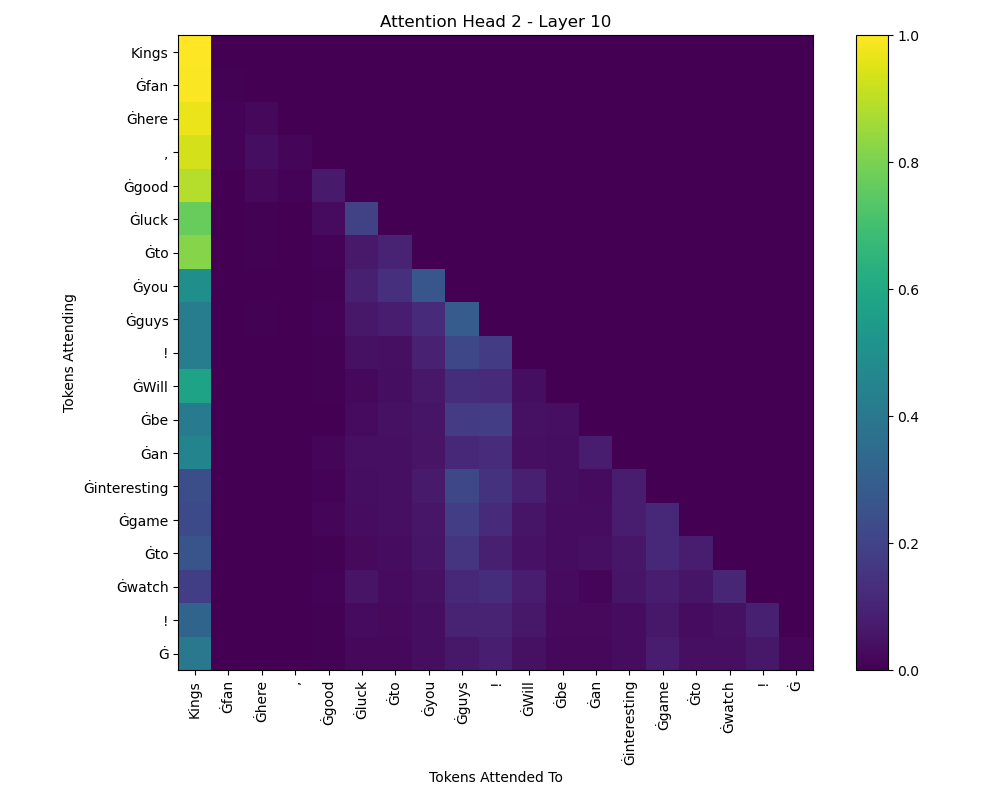 Attention Head 2 - Layer 10
Tokens Attending
Kings
Ġfan
Ġhere
,
Ġgood
Ġluck
Ġto
Ġyou
Ġguys
!
ĠWill
Ġbe
Ġan
Ġinteresting
Ġgame
Ġto
Ġwatch
!
Ġ
Kings
Ġfan
Ġhere
,
Ġgood
Ġluck
Ġto
Ġyou
Ġguys
!
ĠWill
Ġbe
Ġan
Ġinteresting
Ġgame
Ġto
Ġwatch
!
Ġ
Tokens Attended To
1.0
0.8
0.6
0.4
0.2
0.0